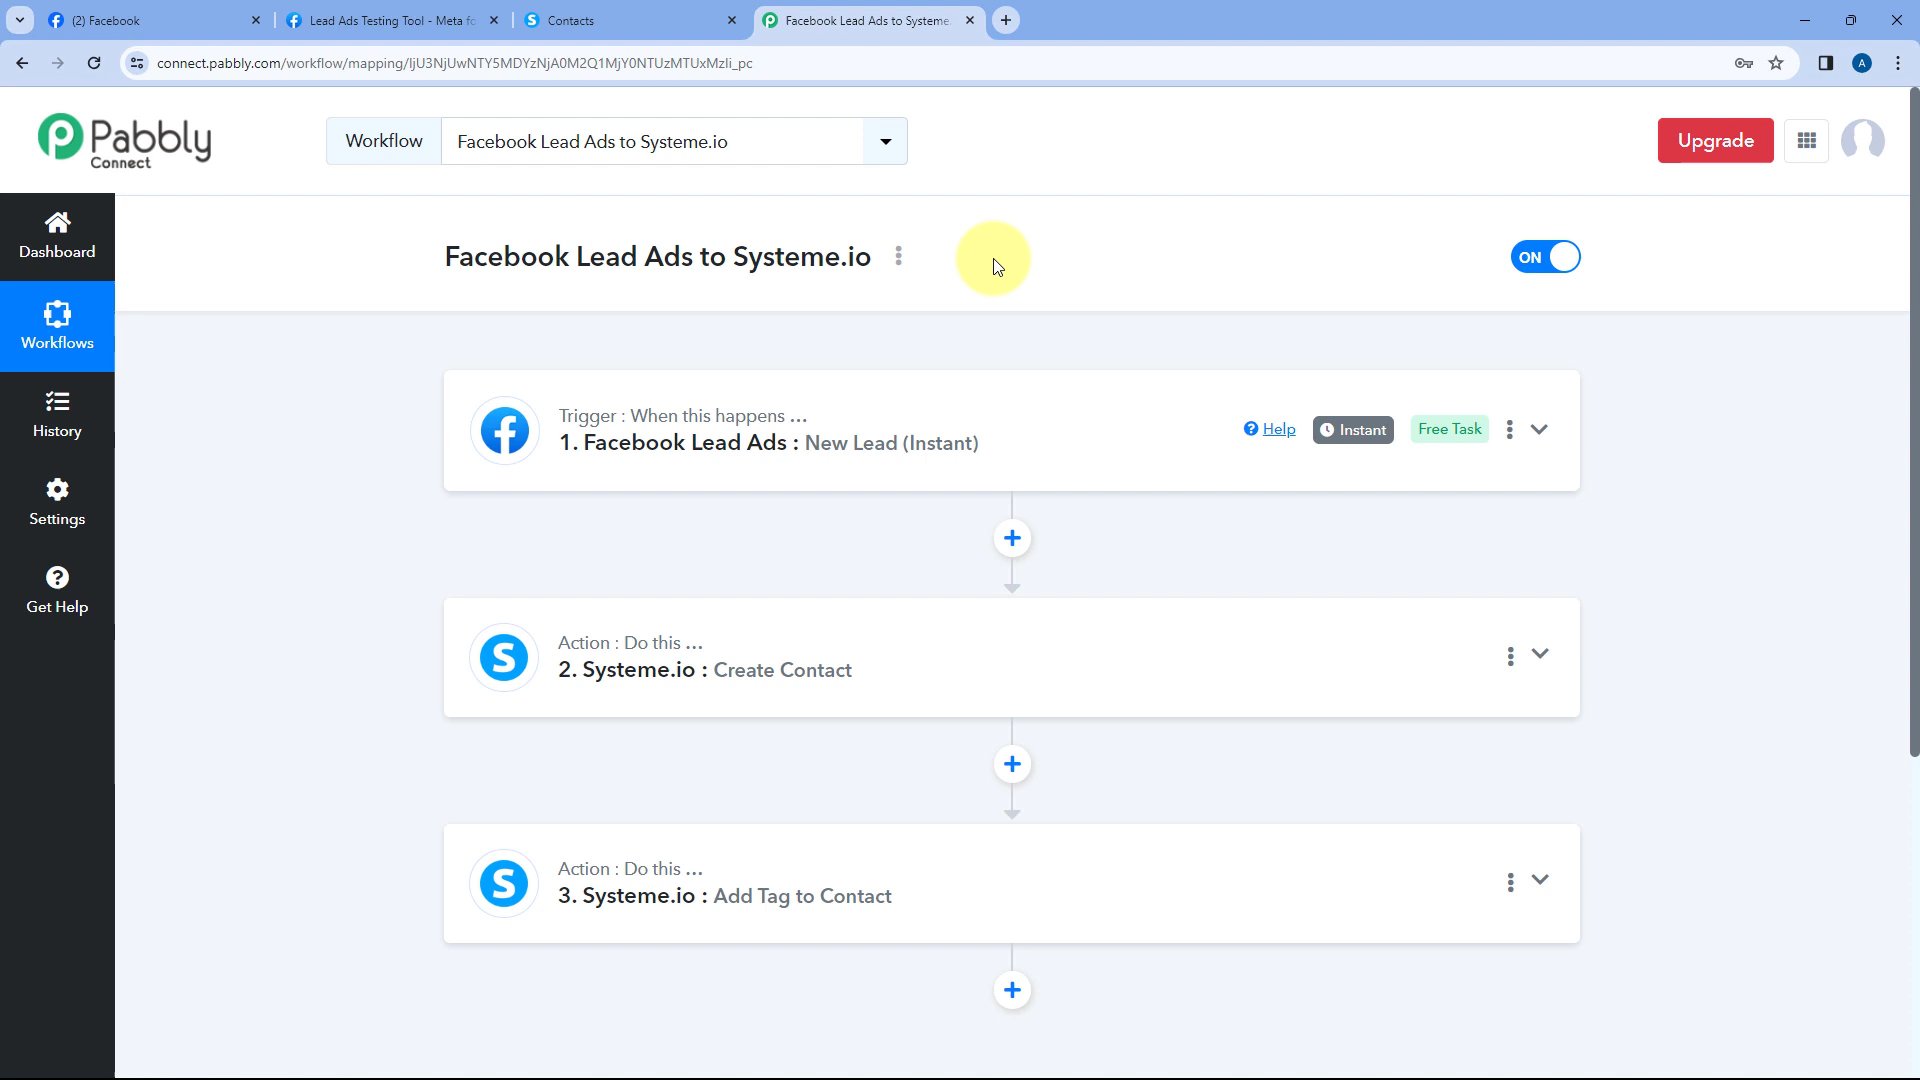 (2) Facebook
Lead Ads Testing Tool - Meta fo
Contacts
Facebook Lead Ads to Systeme.
connect.pabbly.com/workflow/mapping/IjU3NjUwNTY5MDYzNjA0M2Q1MjY0NTUzMTUxMzIi_pc
A
Pabbly
Connect
Workflow
Facebook Lead Ads to Systeme.io
Upgrade
Dashboard
Workflows
History
Settings
Get Help
Facebook Lead Ads to Systeme.io
ON
Trigger : When this happens ...
1. Facebook Lead Ads : New Lead (Instant)
Help
Instant
Free Task
Action : Do this ...
2. Systeme.io : Create Contact
Action : Do this ...
3. Systeme.io : Add Tag to Contact